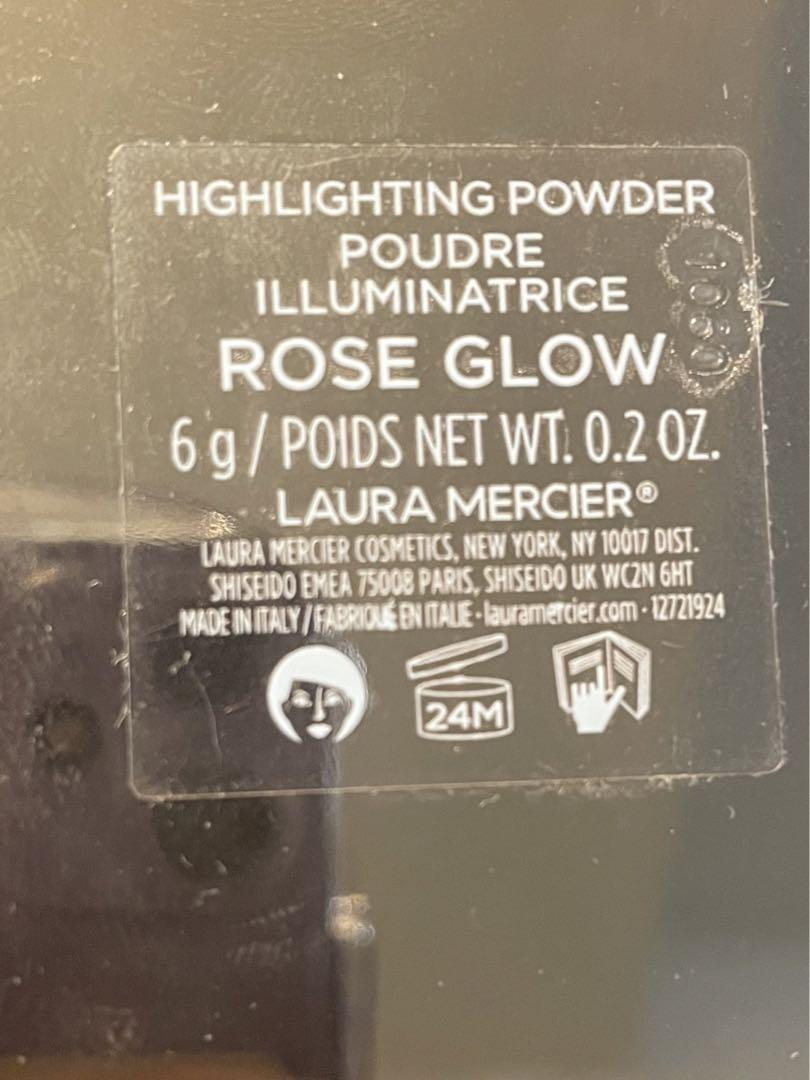 HIGHLIGHTING POWDER
POUDRE
ILLUMINATRICE
ROSE GLOW
6 g / POIDS NET WT. 0.2 OZ.
LAURA MERCIER®
LAURA MERCIER COSMETICS, NEW YORK, NY 10017 DIST.
SHISEIDO EMEA 75008 PARIS, SHISEIDO UK WC2N 6HT
MADE IN ITALY / FABRIQUÉ EN ITALIE · lauramercier.com · 12721924
24M